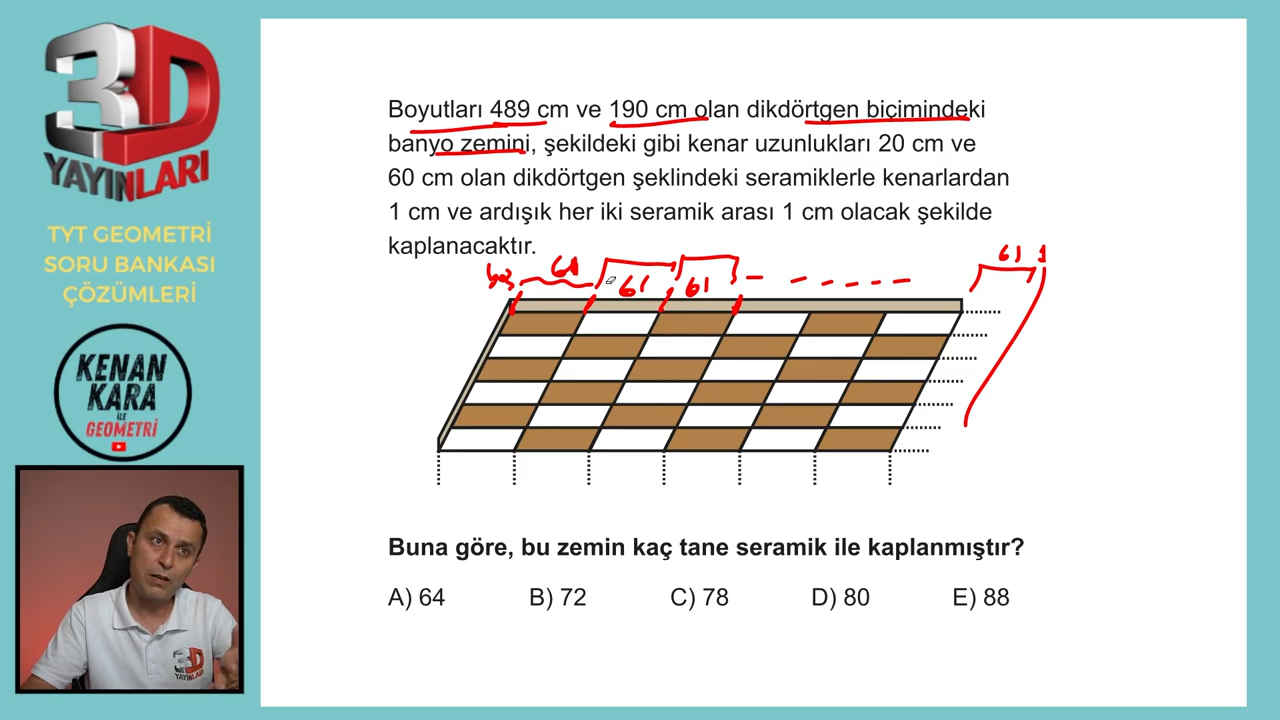 3D
YAYINLARI
TYT GEOMETRİ
SORU BANKASI
ÇÖZÜMLERİ
KENAN
KARA
İLE
GEOMETRİ
3D
YAYINLARI
Boyutları 489 cm ve 190 cm olan dikdörtgen biçimindeki
banyo zemini, şekildeki gibi kenar uzunlukları 20 cm ve
60 cm olan dikdörtgen şeklindeki seramiklerle kenarlardan
1 cm ve ardışık her iki seramik arası 1 cm olacak şekilde
kaplanacaktır.
61 61 61 61 1
Buna göre, bu zemin kaç tane seramik ile kaplanmıştır?
A) 64 B) 72 C) 78 D) 80 E) 88